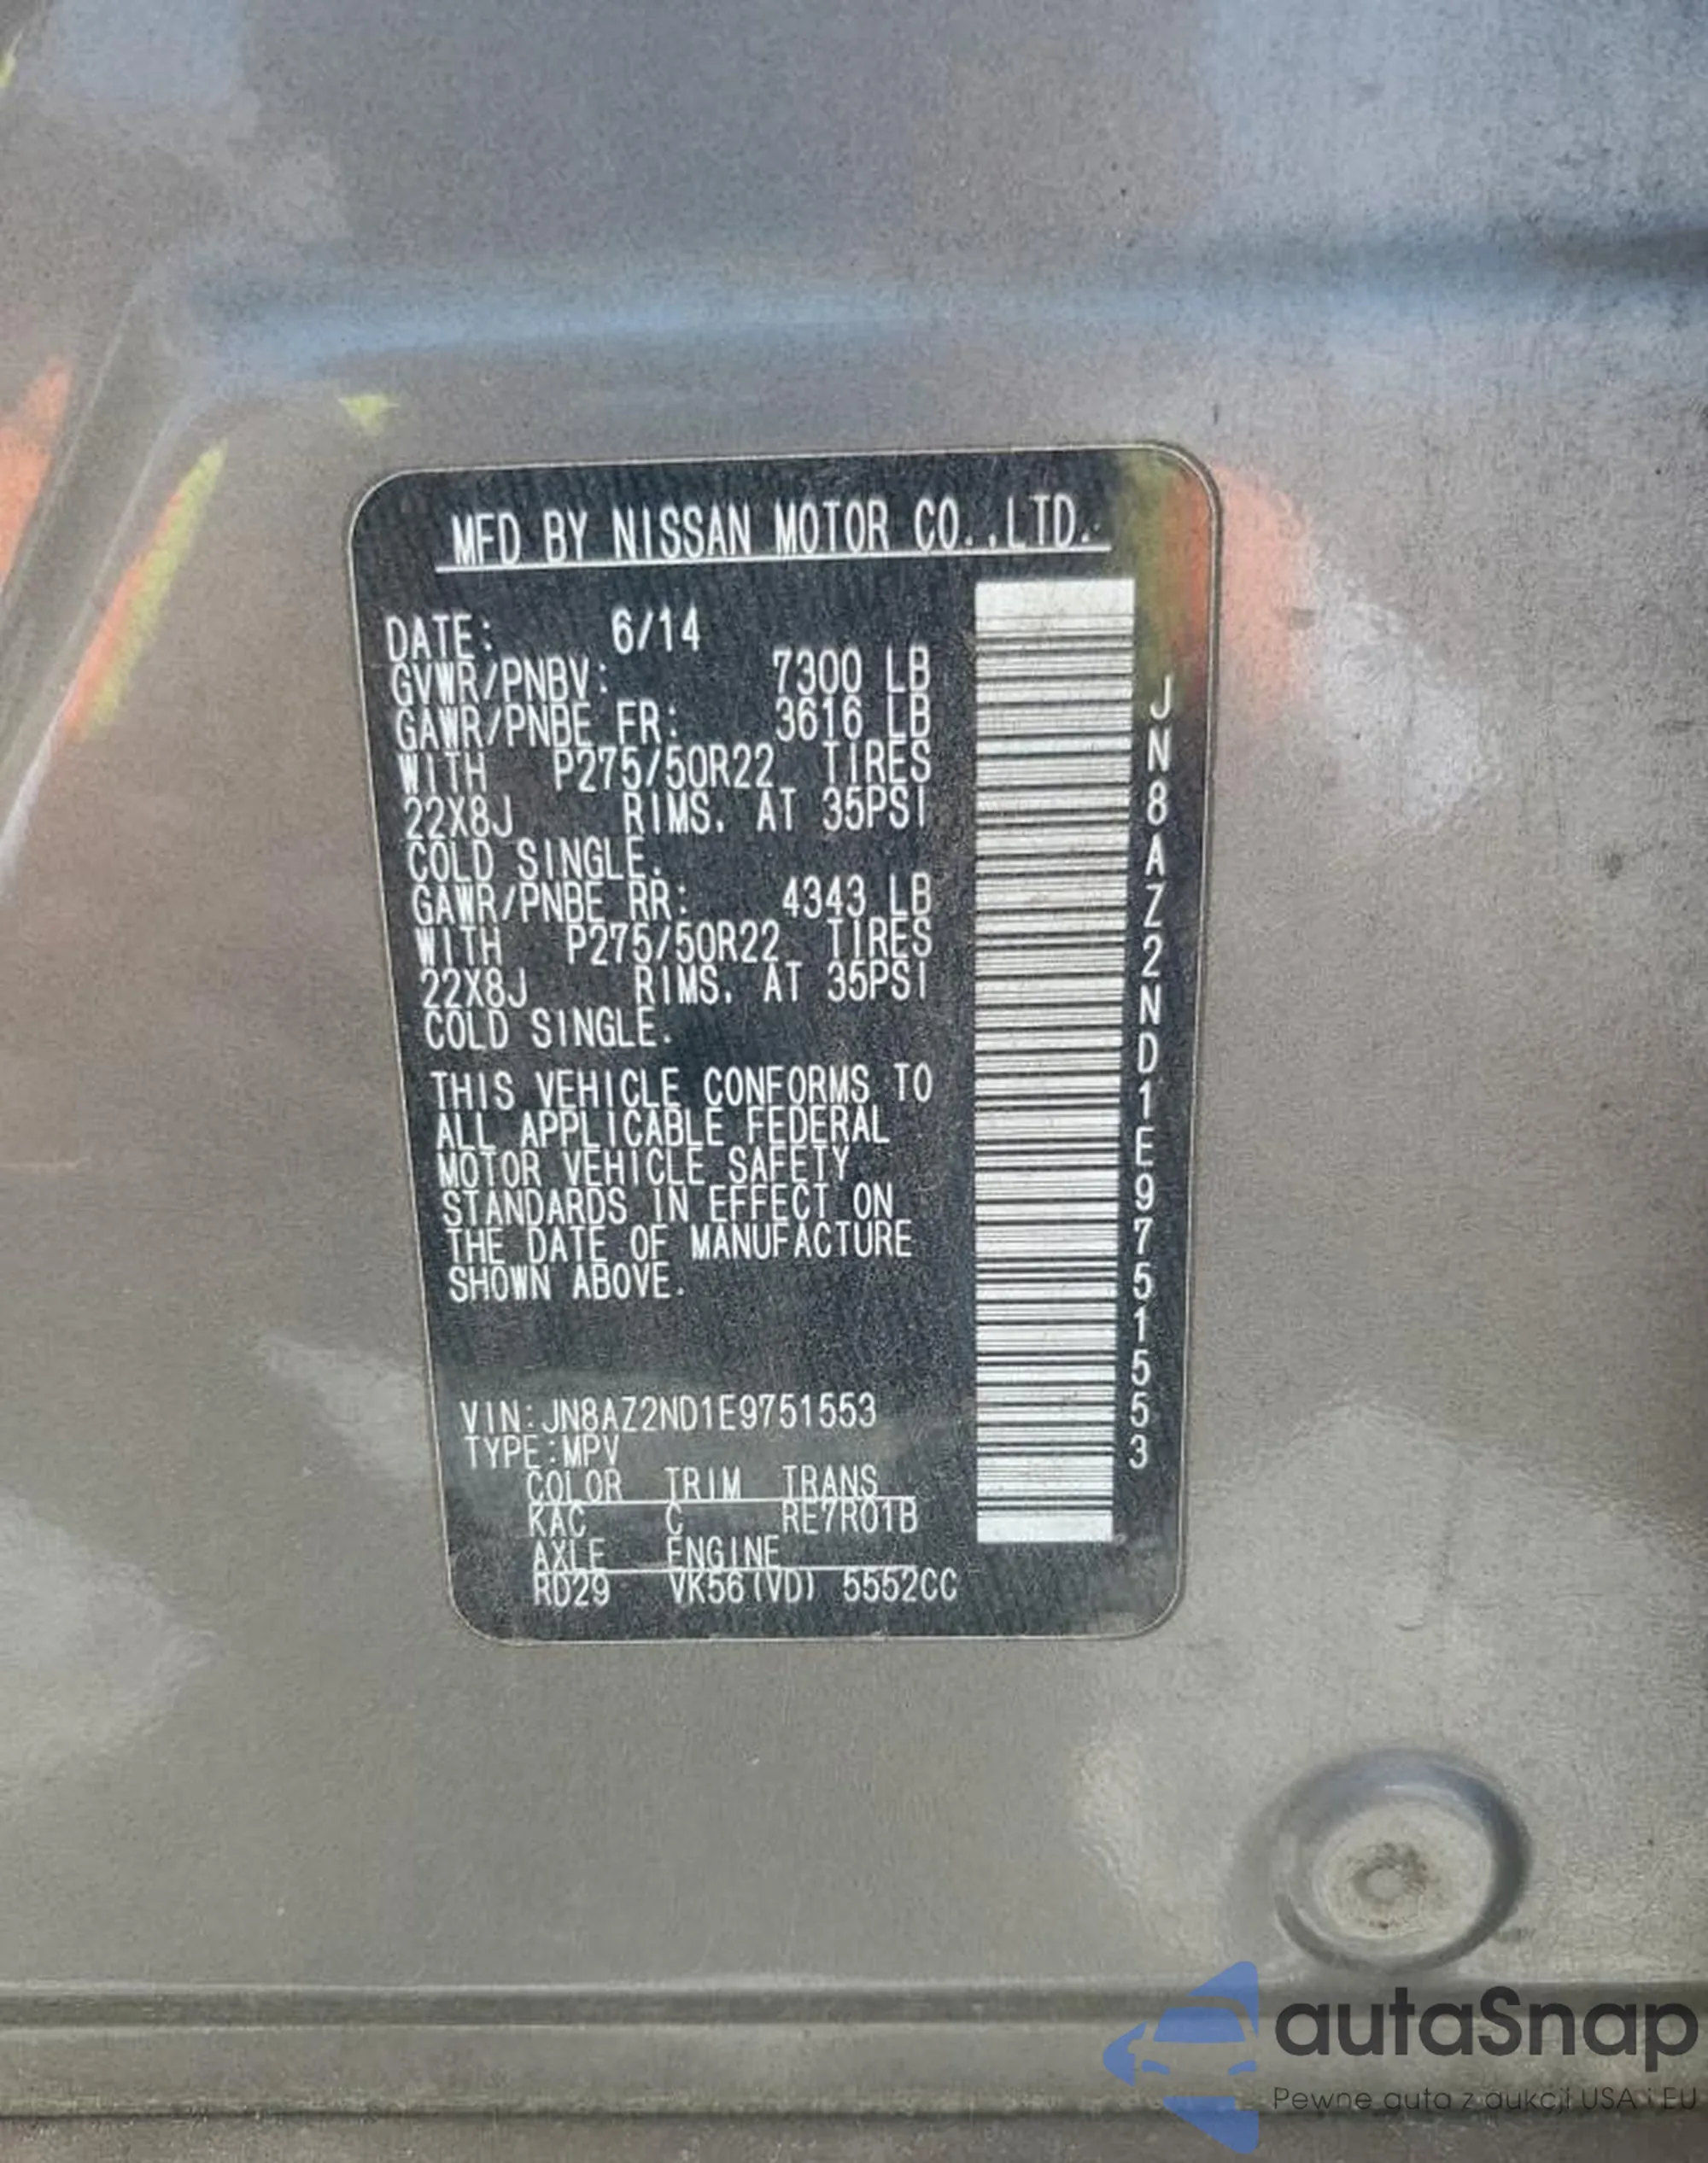 MFD BY NISSAN MOTOR CO.,LTD.
DATE: 6/14
GVWR/PNBV: 7300 LB
GAWR/PNBE FR: 3616 LB
WITH P275/50R22 TIRES
22X8J RIMS. AT 35PSI
COLD SINGLE.
GAWR/PNBE RR: 4343 LB
WITH P275/50R22 TIRES
22X8J RIMS. AT 35PSI
COLD SINGLE.
THIS VEHICLE CONFORMS TO
ALL APPLICABLE FEDERAL
MOTOR VEHICLE SAFETY
STANDARDS IN EFFECT ON
THE DATE OF MANUFACTURE
SHOWN ABOVE.
VIN:JN8AZ2ND1E9751553
TYPE:MPV
COLOR TRIM TRANS
KAC C RE7R01B
AXLE ENGINE
RD29 VK56(VD) 5552CC
JN8AZ2ND1E9751553
autaSnap
Pewne auta z aukcji USA i EU